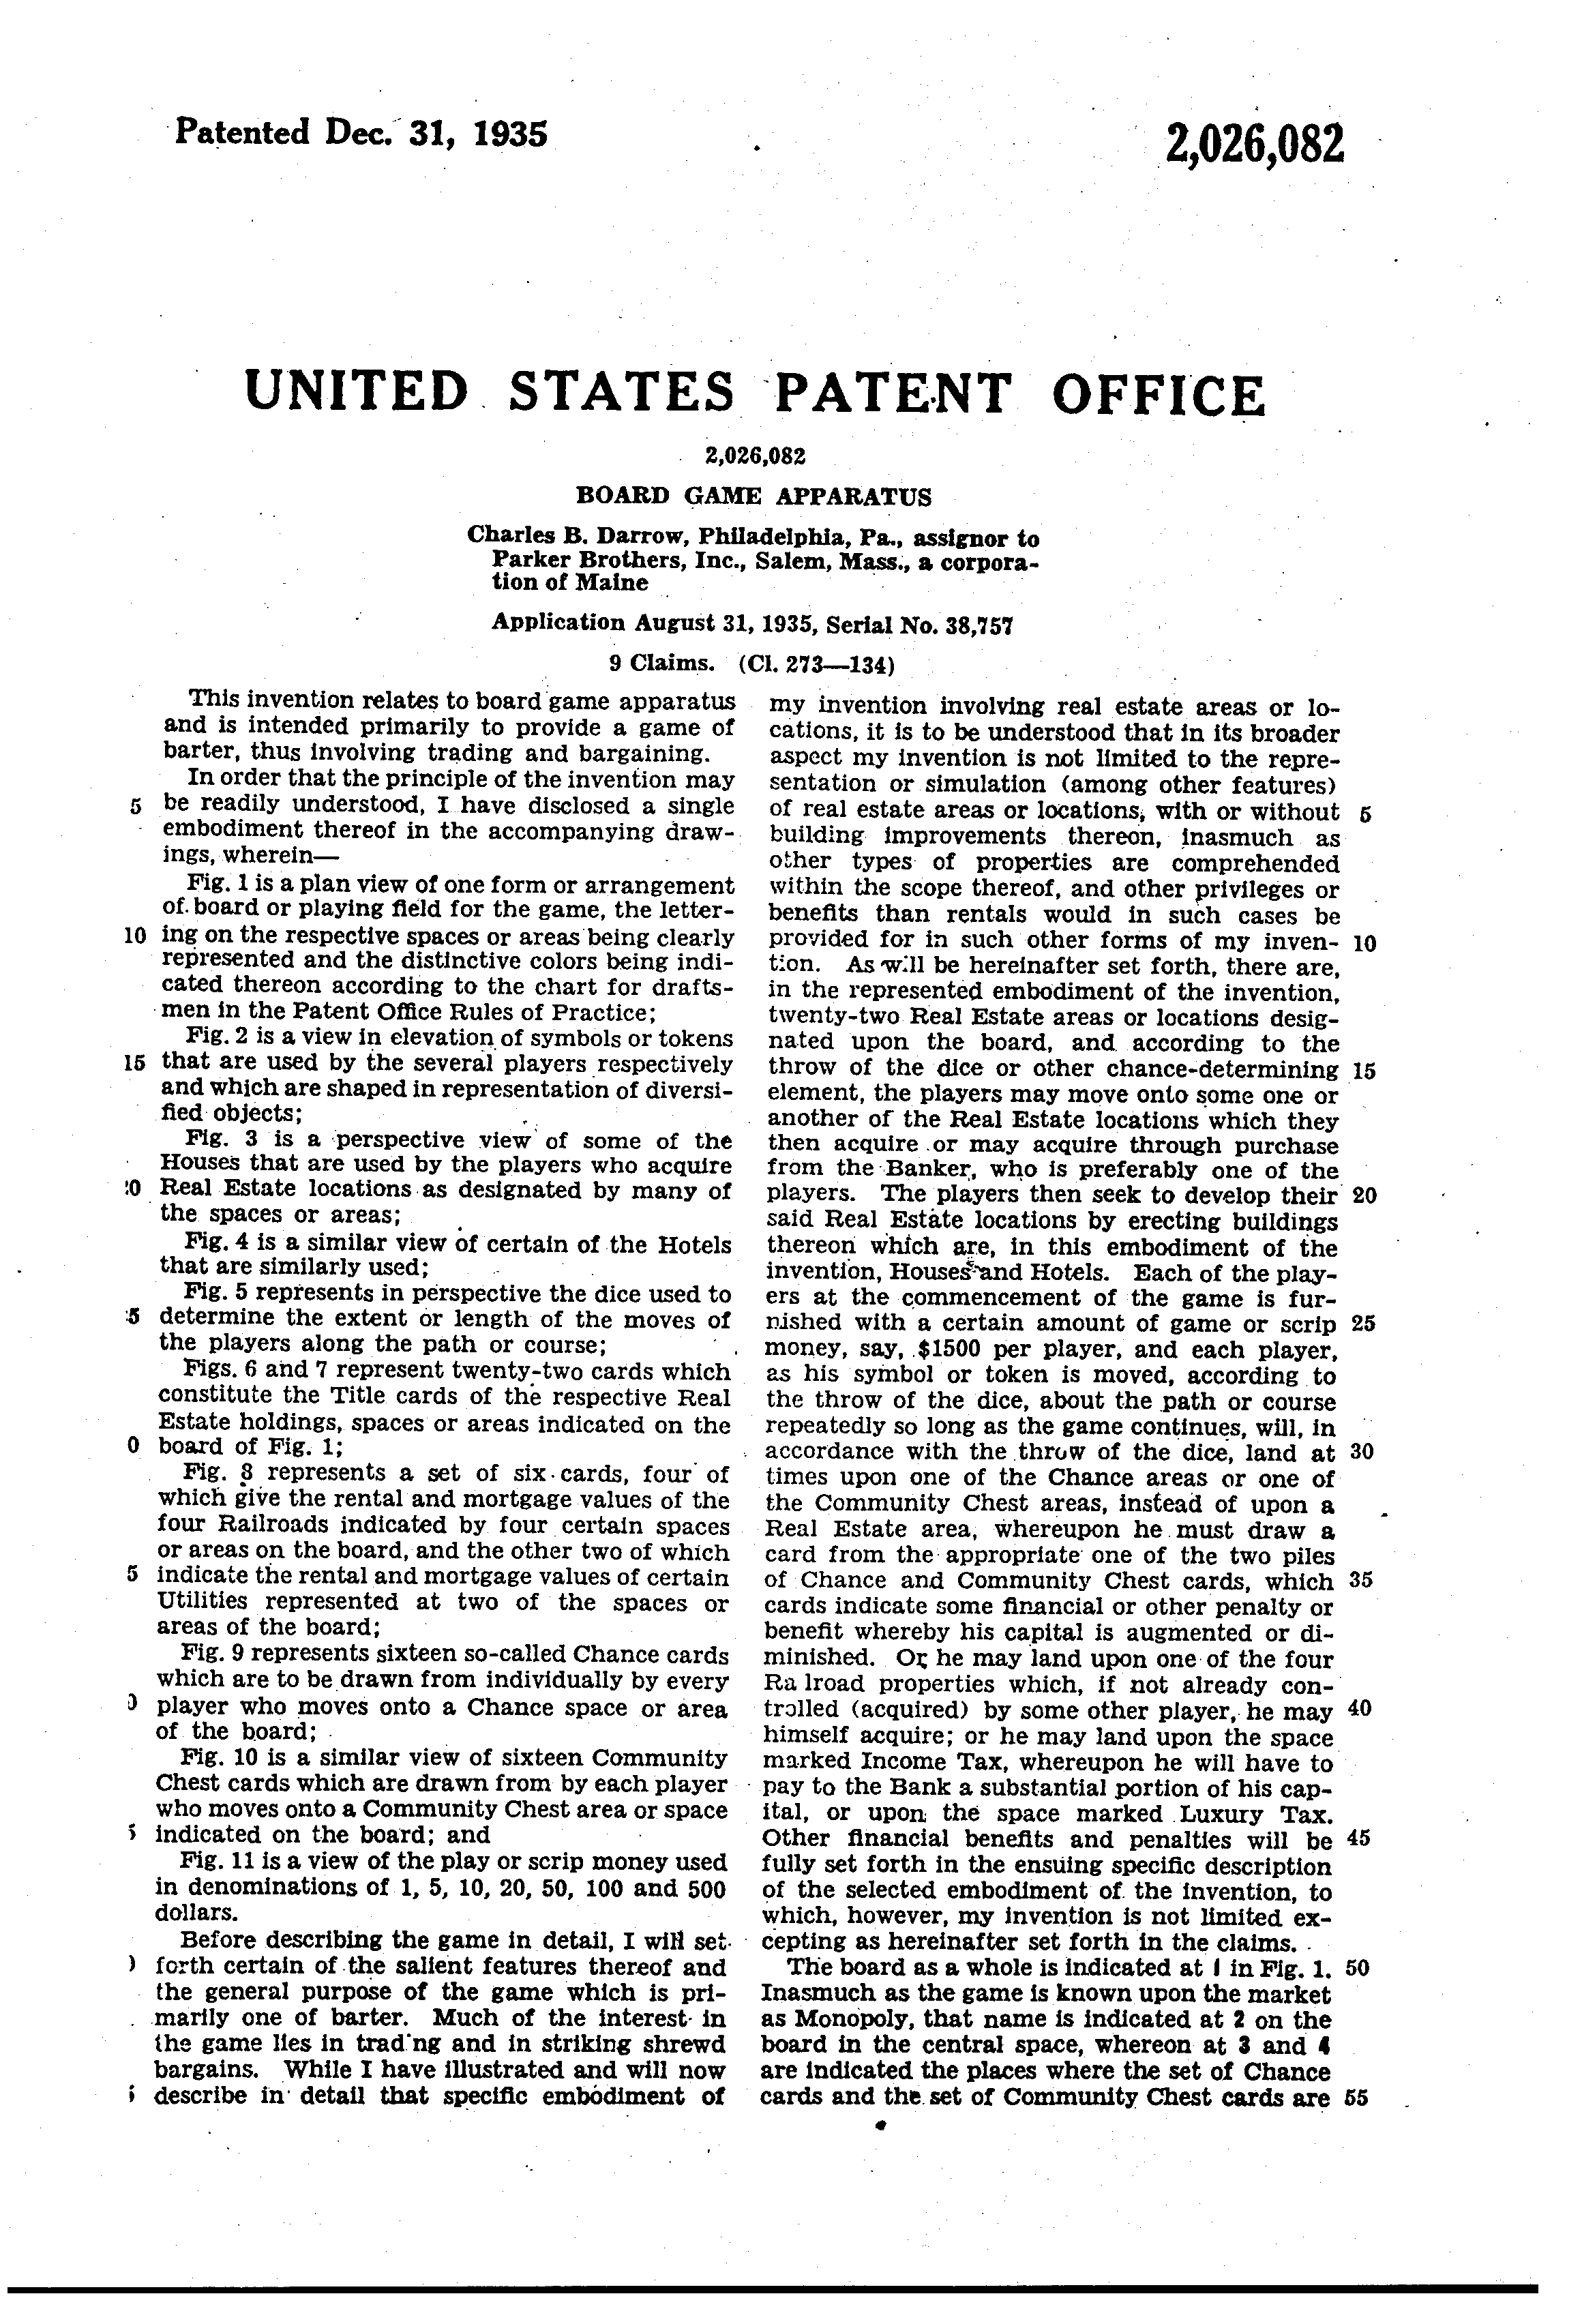 Patented Dec. 31, 1935
2,026,082
UNITED STATES PATENT OFFICE
2,026,082
BOARD GAME APPARATUS
Charles B. Darrow, Philadelphia, Pa., assignor to
Parker Brothers, Inc., Salem, Mass., a corpora-
tion of Maine
Application August 31, 1935, Serial No. 38,757
9 Claims. (Cl. 273—134)
This invention relates to board game apparatus
and is intended primarily to provide a game of
barter, thus involving trading and bargaining.
In order that the principle of the invention may
5 be readily understood, I have disclosed a single
embodiment thereof in the accompanying draw-
ings, wherein—
Fig. 1 is a plan view of one form or arrangement
of board or playing field for the game, the letter-
10 ing on the respective spaces or areas being clearly
represented and the distinctive colors being indi-
cated thereon according to the chart for drafts-
men in the Patent Office Rules of Practice;
Fig. 2 is a view in elevation of symbols or tokens
15 that are used by the several players respectively
and which are shaped in representation of diversi-
fied objects;
Fig. 3 is a perspective view of some of the
Houses that are used by the players who acquire
0 Real Estate locations as designated by many of
the spaces or areas;
Fig. 4 is a similar view of certain of the Hotels
that are similarly used;
Fig. 5 represents in perspective the dice used to
5 determine the extent or length of the moves of
the players along the path or course;
Figs. 6 and 7 represent twenty-two cards which
constitute the Title cards of the respective Real
Estate holdings, spaces or areas indicated on the
0 board of Fig. 1;
Fig. 8 represents a set of six cards, four of
which give the rental and mortgage values of the
four Railroads indicated by four certain spaces
or areas on the board, and the other two of which
5 indicate the rental and mortgage values of certain
Utilities represented at two of the spaces or
areas of the board;
Fig. 9 represents sixteen so-called Chance cards
which are to be drawn from individually by every
player who moves onto a Chance space or area
of the board;
Fig. 10 is a similar view of sixteen Community
Chest cards which are drawn from by each player
who moves onto a Community Chest area or space
indicated on the board; and
Fig. 11 is a view of the play or scrip money used
in denominations of 1, 5, 10, 20, 50, 100 and 500
dollars.
Before describing the game in detail, I will set
forth certain of the salient features thereof and
the general purpose of the game which is pri-
marily one of barter. Much of the interest in
the game lies in trading and in striking shrewd
bargains. While I have illustrated and will now
describe in detail that specific embodiment of
my invention involving real estate areas or lo-
cations, it is to be understood that in its broader
aspect my invention is not limited to the repre-
sentation or simulation (among other features)
of real estate areas or locations, with or without 5
building improvements thereon, inasmuch as
other types of properties are comprehended
within the scope thereof, and other privileges or
benefits than rentals would in such cases be
provided for in such other forms of my inven- 10
tion. As will be hereinafter set forth, there are,
in the represented embodiment of the invention,
twenty-two Real Estate areas or locations desig-
nated upon the board, and according to the
throw of the dice or other chance-determining 15
element, the players may move onto some one or
another of the Real Estate locations which they
then acquire or may acquire through purchase
from the Banker, who is preferably one of the
players. The players then seek to develop their 20
said Real Estate locations by erecting buildings
thereon which are, in this embodiment of the
invention, Houses and Hotels. Each of the play-
ers at the commencement of the game is fur-
nished with a certain amount of game or scrip 25
money, say, $1500 per player, and each player,
as his symbol or token is moved, according to
the throw of the dice, about the path or course
repeatedly so long as the game continues, will, in
accordance with the throw of the dice, land at 30
times upon one of the Chance areas or one of
the Community Chest areas, instead of upon a
Real Estate area, whereupon he must draw a
card from the appropriate one of the two piles
of Chance and Community Chest cards, which 35
cards indicate some financial or other penalty or
benefit whereby his capital is augmented or di-
minished. Or he may land upon one of the four
Railroad properties which, if not already con-
trolled (acquired) by some other player, he may 40
himself acquire; or he may land upon the space
marked Income Tax, whereupon he will have to
pay to the Bank a substantial portion of his cap-
ital, or upon the space marked Luxury Tax.
Other financial benefits and penalties will be 45
fully set forth in the ensuing specific description
of the selected embodiment of the invention, to
which, however, my invention is not limited ex-
cepting as hereinafter set forth in the claims.
The board as a whole is indicated at 1 in Fig. 1. 50
Inasmuch as the game is known upon the market
as Monopoly, that name is indicated at 2 on the
board in the central space, whereon at 3 and 4
are indicated the places where the set of Chance
cards and the set of Community Chest cards are 55